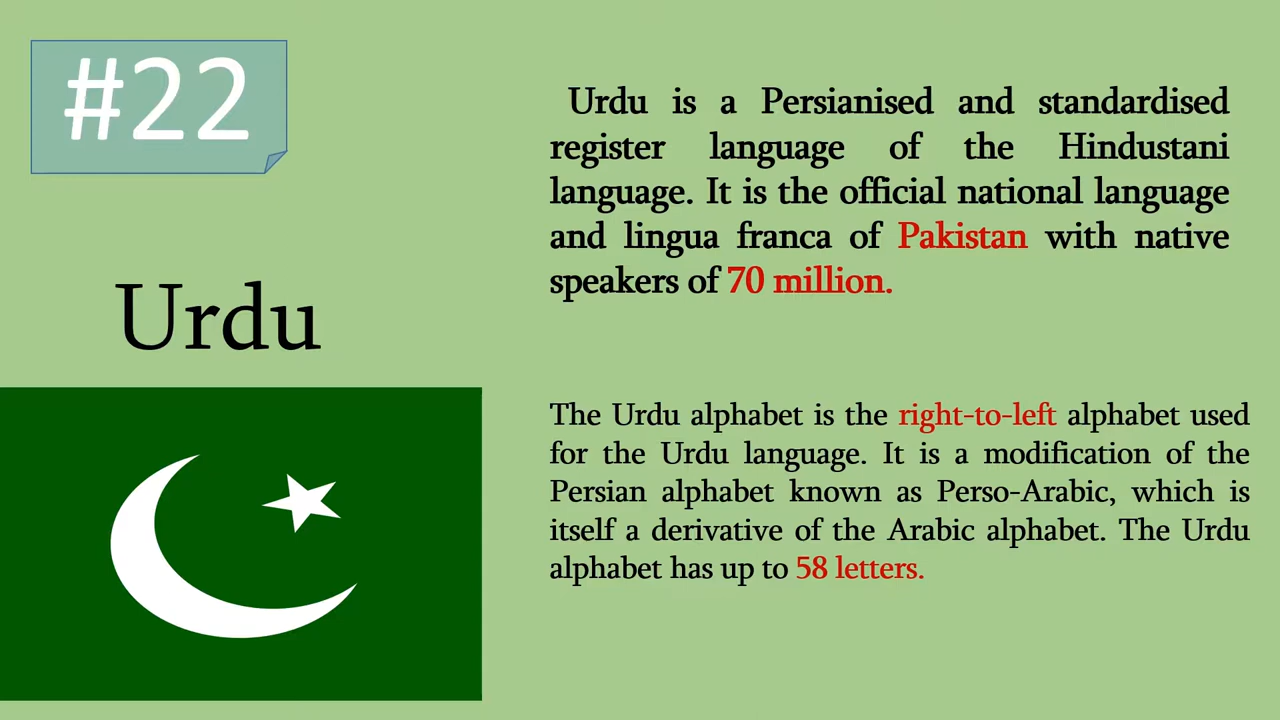 #22
Urdu
Urdu is a Persianised and standardised
register language of the Hindustani
language. It is the official national language
and lingua franca of Pakistan with native
speakers of 70 million.
The Urdu alphabet is the right-to-left alphabet used
for the Urdu language. It is a modification of the
Persian alphabet known as Perso-Arabic, which is
itself a derivative of the Arabic alphabet. The Urdu
alphabet has up to 58 letters.